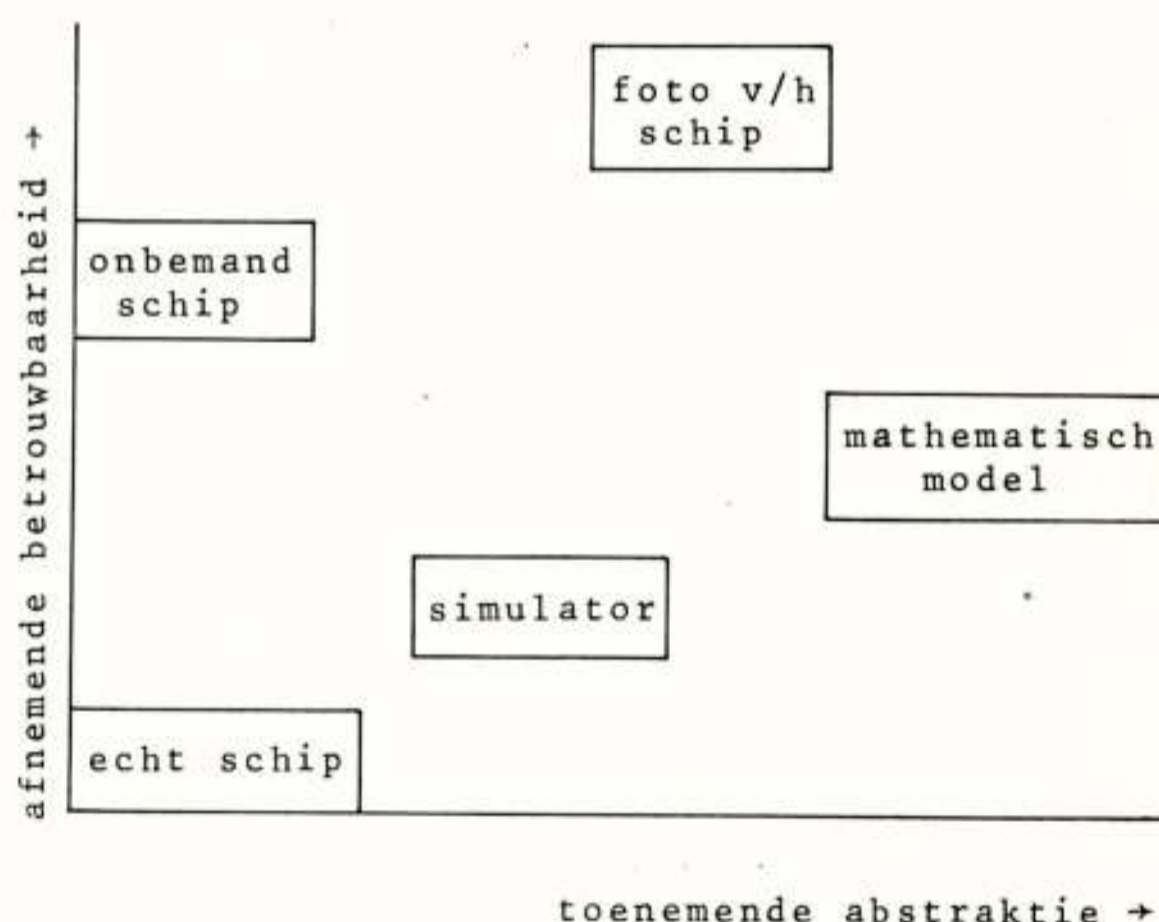 foto v/h
schip
onbemand
schip
mathematisch
model
simulator
echt schip
afnemende betrouwbaarheid →
toenemende abstraktie →